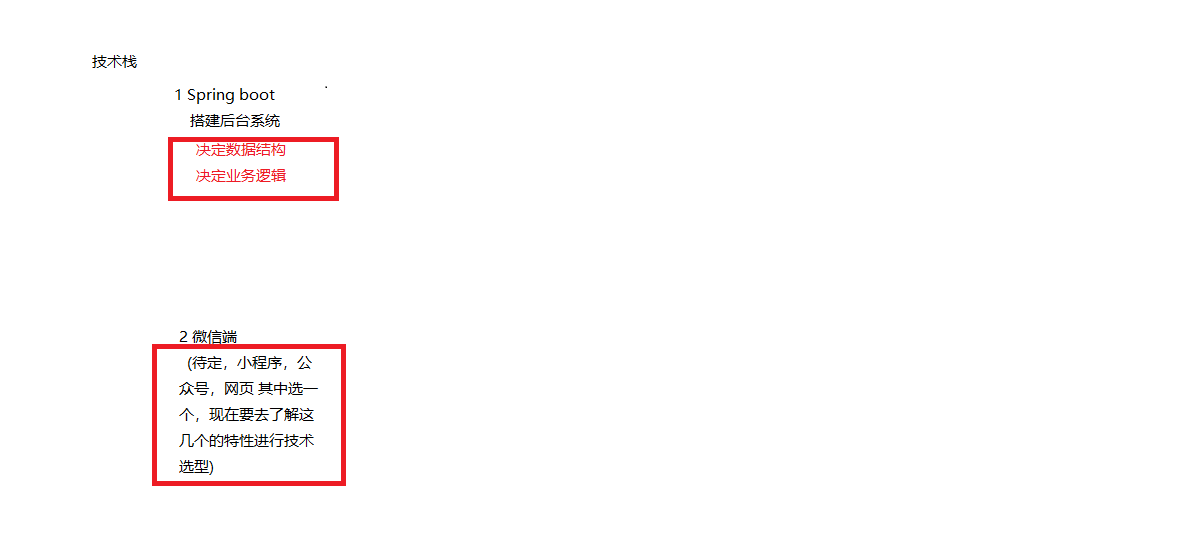 技术栈
1 Spring boot
搭建后台系统
决定数据结构
决定业务逻辑
2 微信端
(待定，小程序，公
众号，网页 其中选一
个，现在要去了解这
几个的特性进行技术
选型)